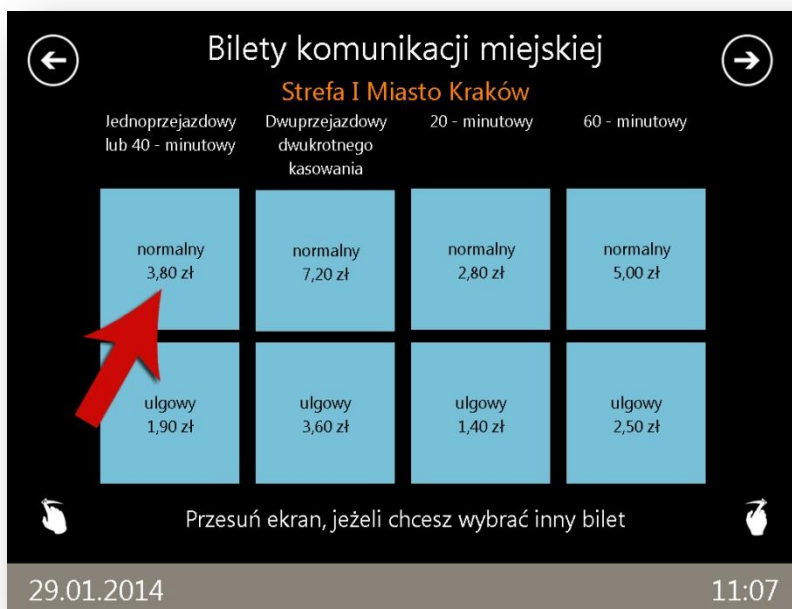 Bilety komunikacji miejskiej
Strefa I Miasto Kraków
Jednoprzejazdowy
lub 40 - minutowy
Dwuprzejazdowy
dwukrotnego
kasowania
20 - minutowy
60 - minutowy
normalny
3,80 zł
normalny
7,20 zł
normalny
2,80 zł
normalny
5,00 zł
ulgowy
1,90 zł
ulgowy
3,60 zł
ulgowy
1,40 zł
ulgowy
2,50 zł
Przesuń ekran, jeżeli chcesz wybrać inny bilet
29.01.2014
11:07